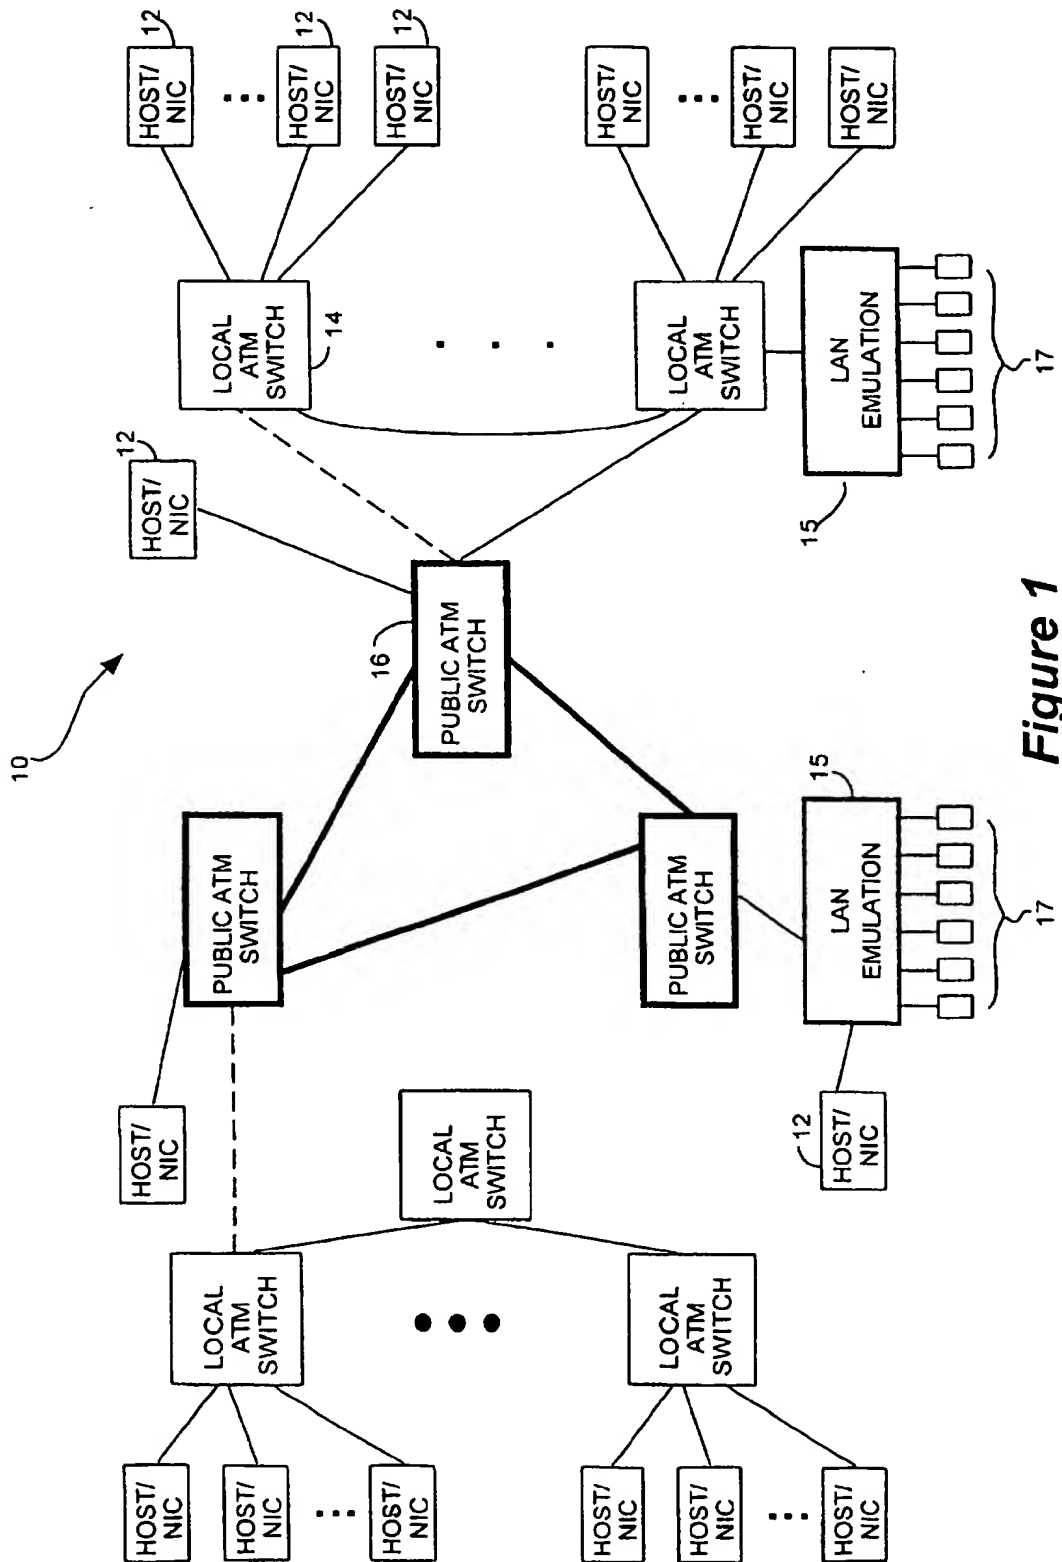 10
HOST/
NIC
HOST/
NIC
12
HOST/
NIC
12
HOST/
NIC
HOST/
NIC
LOCAL
ATM
SWITCH
PUBLIC ATM
SWITCH
LOCAL
ATM
SWITCH
14
12
HOST/
NIC
HOST/
NIC
16
12
HOST/
NIC
LOCAL
ATM
SWITCH
PUBLIC ATM
SWITCH
HOST/
NIC
HOST/
NIC
HOST/
NIC
LOCAL
ATM
SWITCH
PUBLIC ATM
SWITCH
LOCAL
ATM
SWITCH
HOST/
NIC
HOST/
NIC
12
HOST/
NIC
15
LAN
EMULATION
15
LAN
EMULATION
HOST/
NIC
17
17
Figure 1